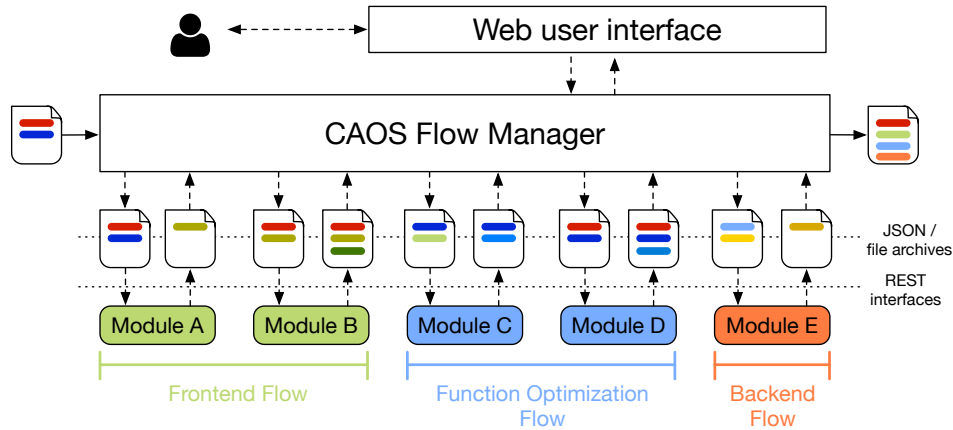 Web user interface
CAOS Flow Manager
JSON /
file archives
REST
interfaces
Module A
Module B
Module C
Module D
Module E
Frontend Flow
Function Optimization
Flow
Backend
Flow